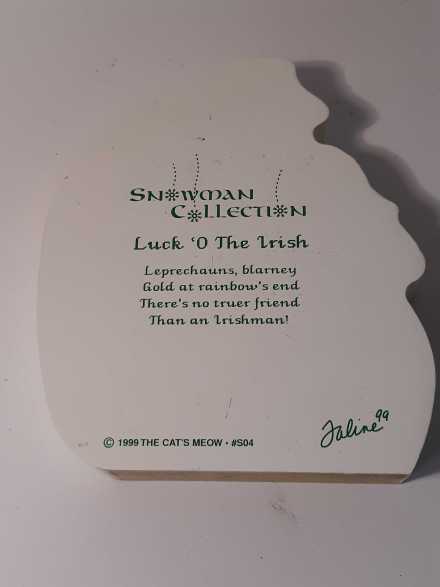 SNOWMAN
COLLECTION
Luck 'O The Irish
Leprechauns, blarney
Gold at rainbow's end
There's no truer friend
Than an Irishman!
Faline 99
© 1999 THE CAT'S MEOW • #S04